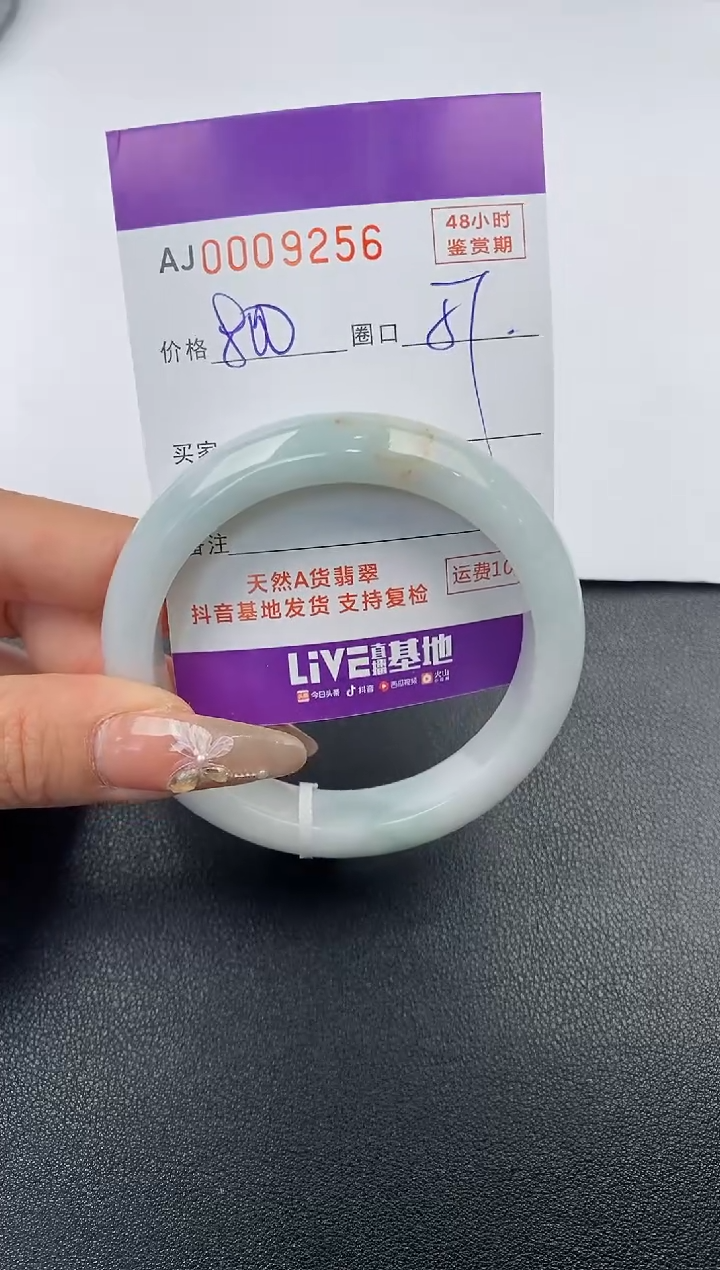 AJ0009256
48小时
鉴赏期
价格 800 圈口 57.
买家
备注
天然A货翡翠
抖音基地发货 支持复检
运费10
LiVE直播基地
今日头条 抖音 西瓜视频 火山